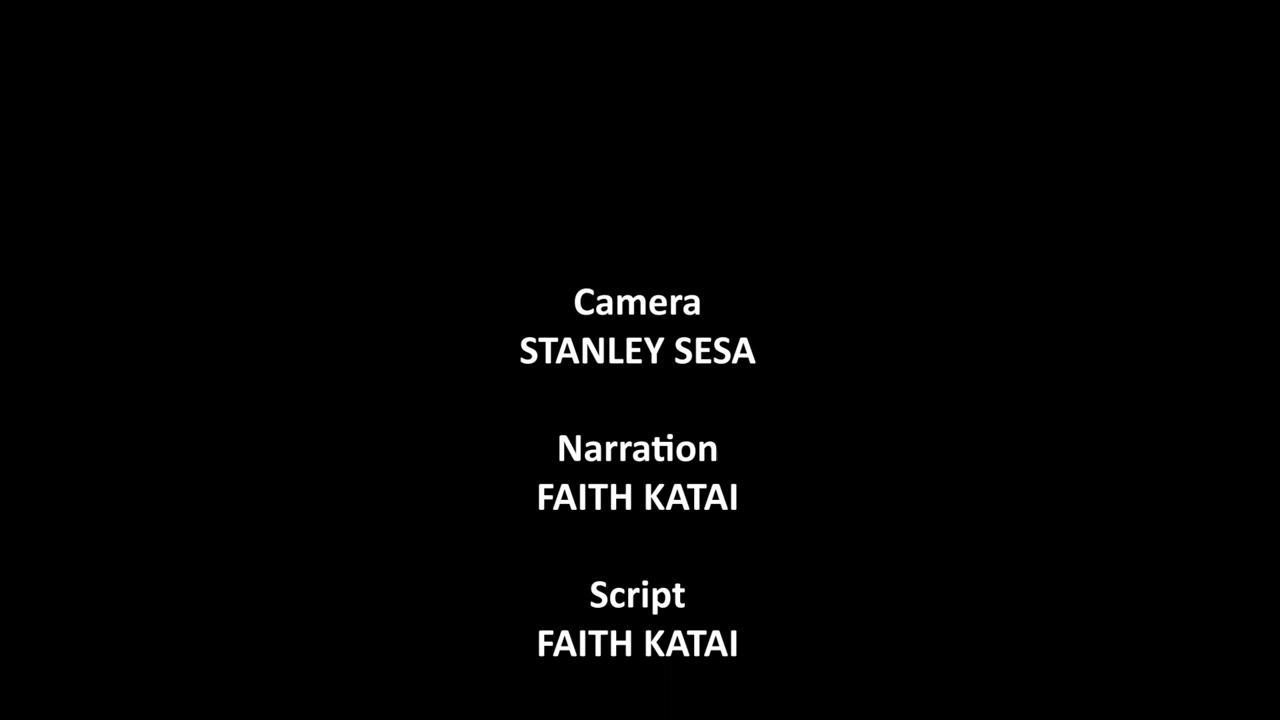 Camera
STANLEY SESA
Narration
FAITH KATAI
Script
FAITH KATAI